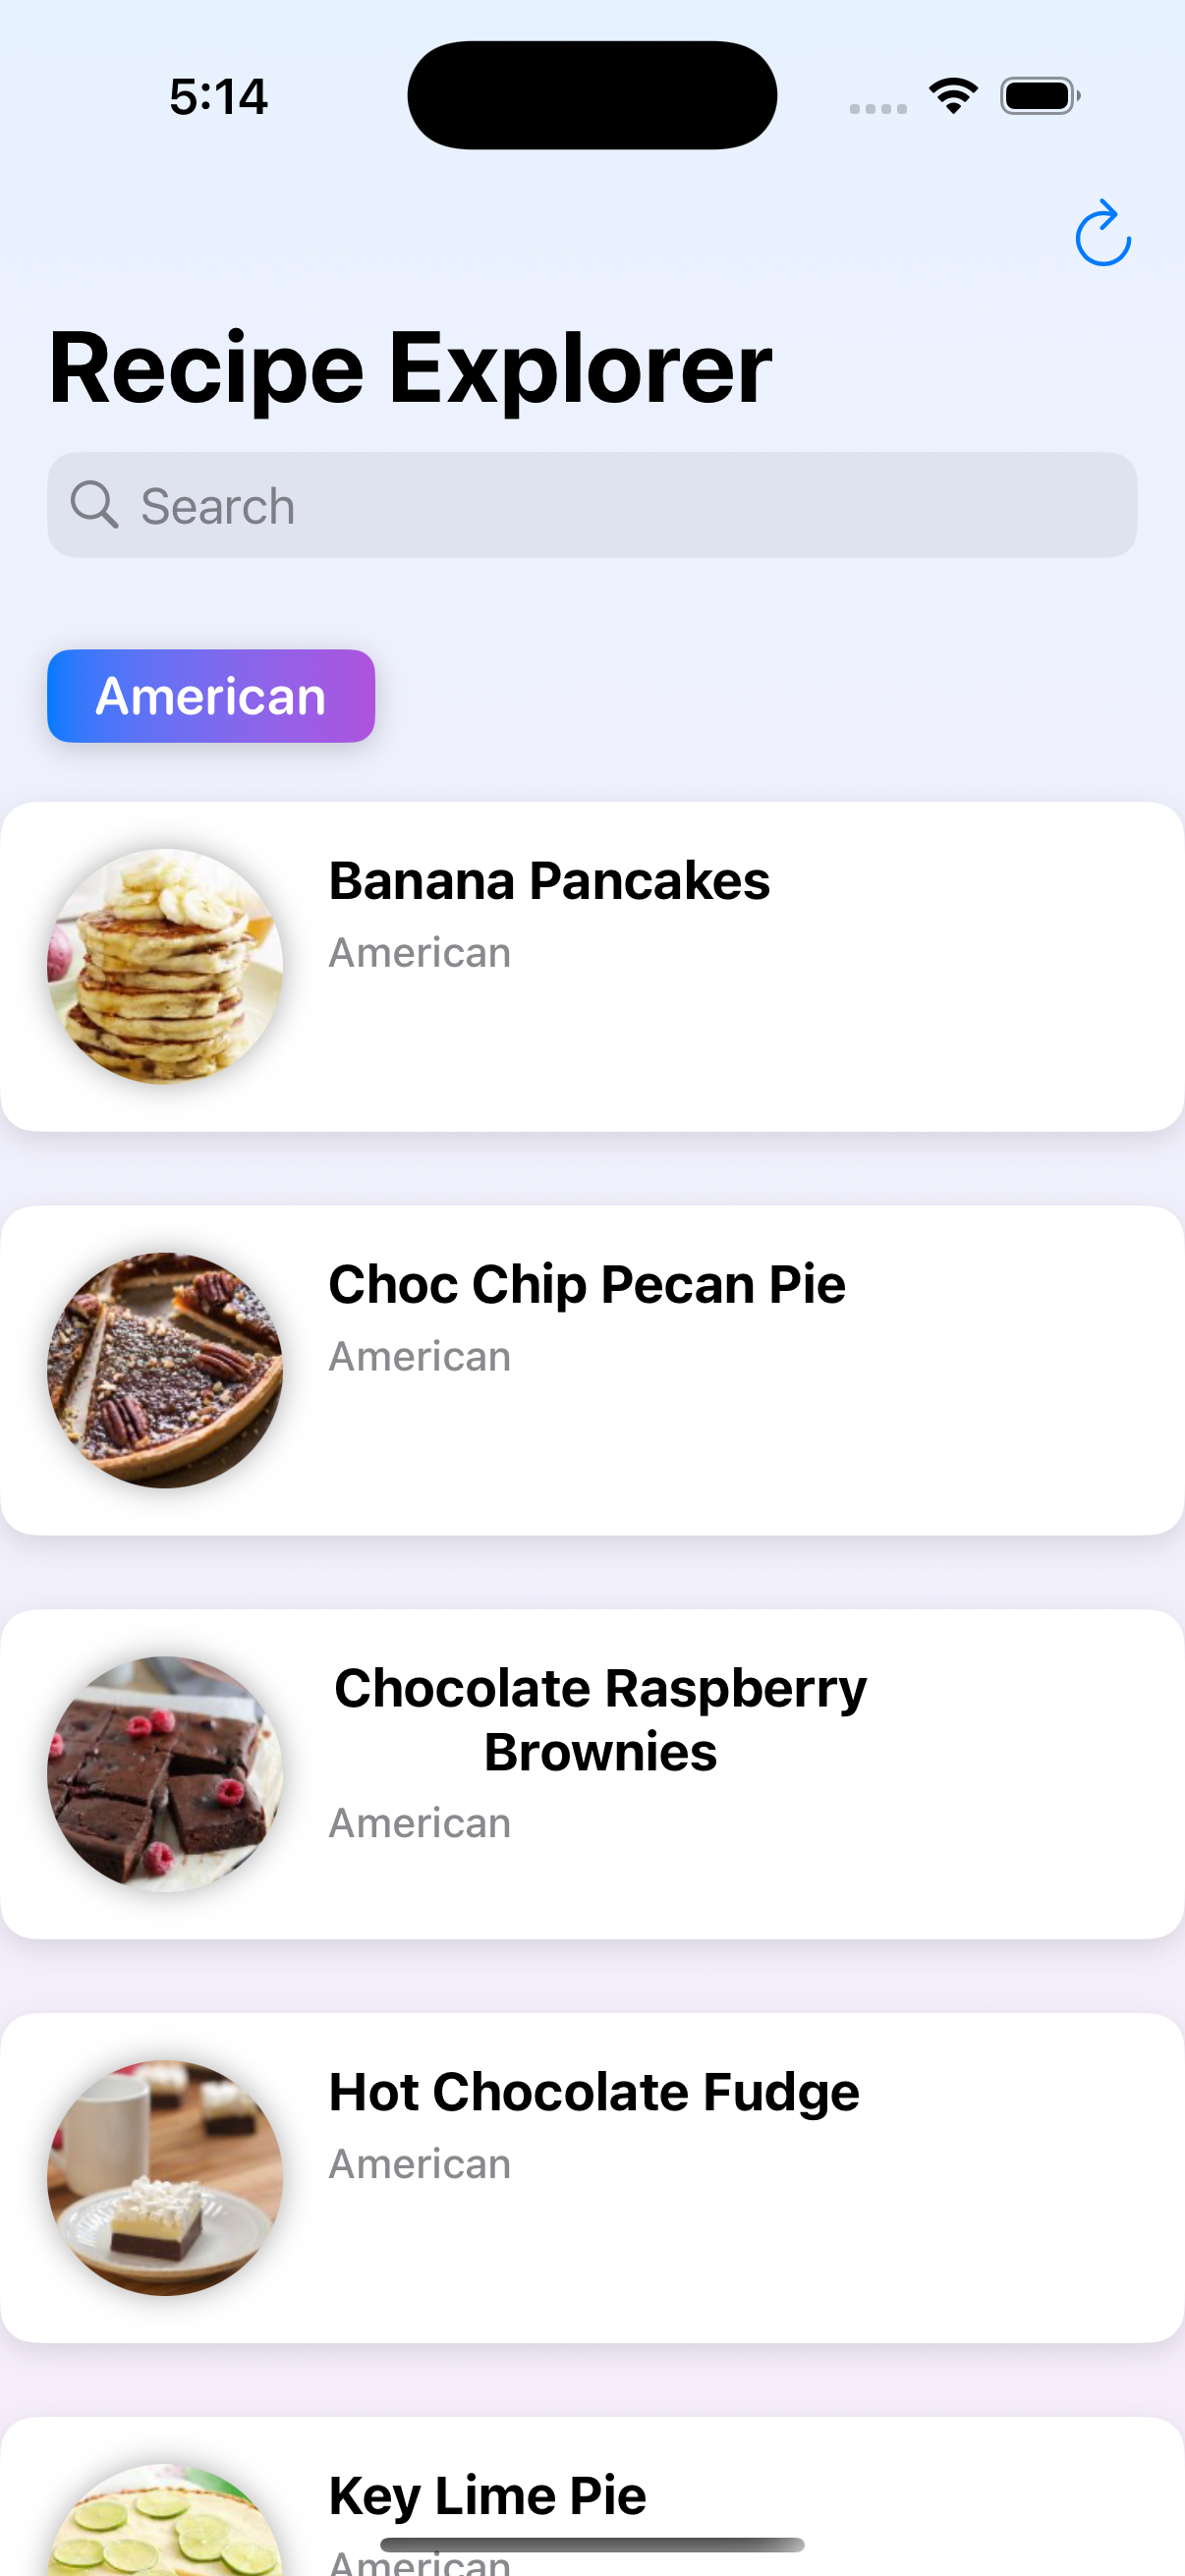 5:14
Recipe Explorer
Search
American
Banana Pancakes
American
Choc Chip Pecan Pie
American
Chocolate Raspberry
Brownies
American
Hot Chocolate Fudge
American
Key Lime Pie
American